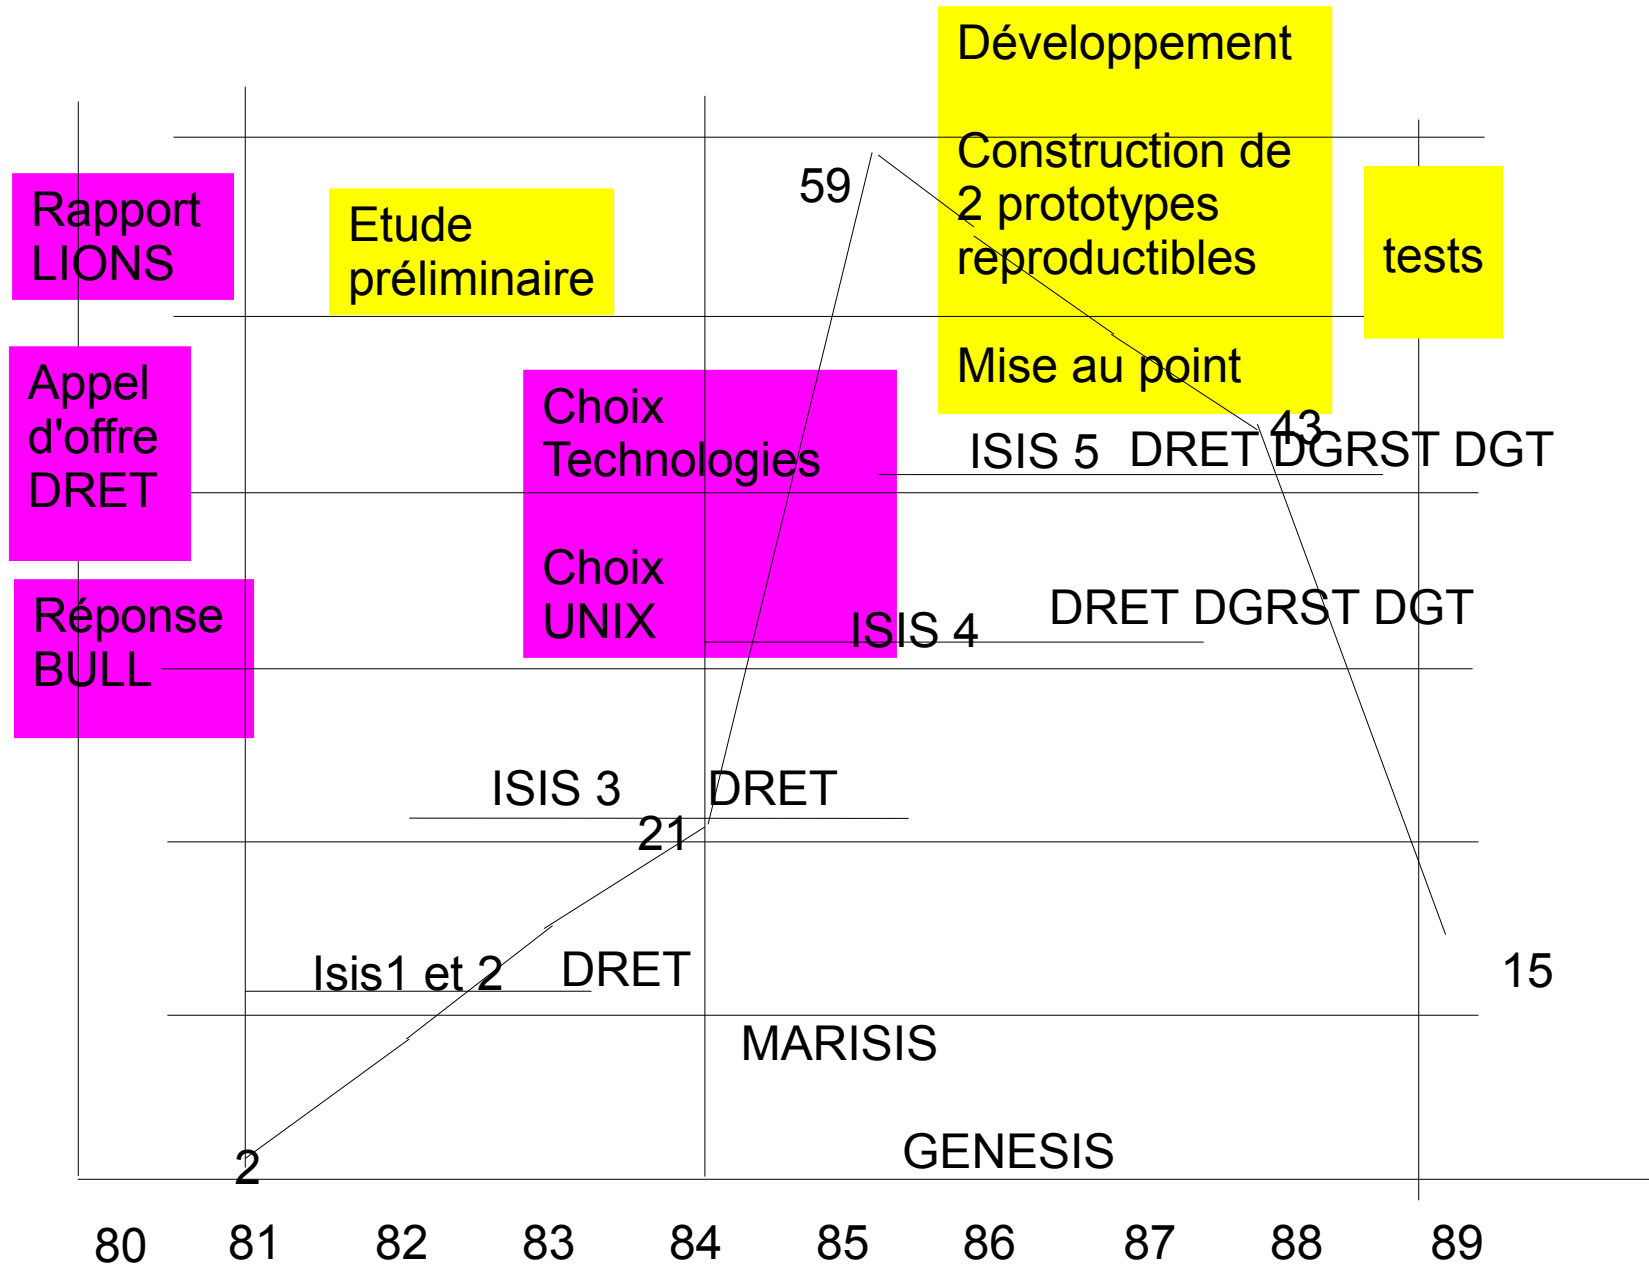 Développement
Construction de
2 prototypes
reproductibles
Mise au point
59
Rapport
LIONS
Etude
préliminaire
tests
Appel
d'offre
DRET
Choix
Technologies
Choix
UNIX
43
ISIS 5 DRET DGRST DGT
Réponse
BULL
ISIS 4 DRET DGRST DGT
ISIS 3 DRET
21
Isis1 et 2 DRET
15
MARISIS
GENESIS
2
80 81 82 83 84 85 86 87 88 89